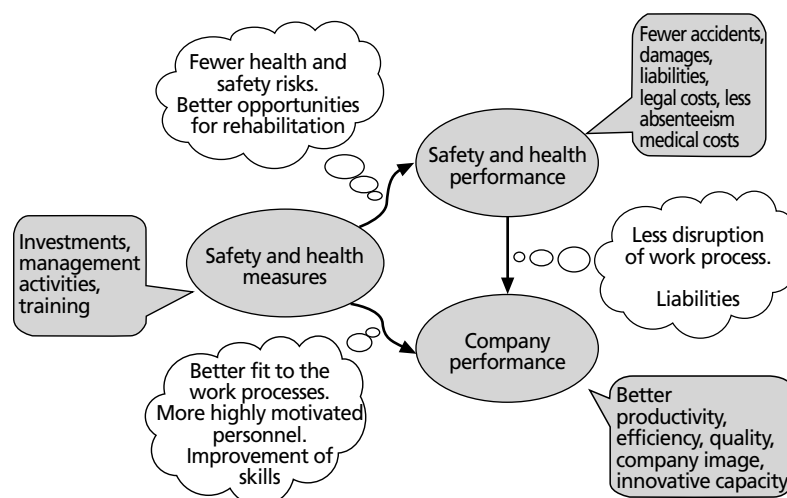 Fewer health and
safety risks.
Better opportunities
for rehabilitation
Fewer accidents,
damages,
liabilities,
legal costs, less
absenteeism
medical costs
Safety and health
performance
Investments,
management
activities,
training
Safety and health
measures
Less disruption
of work process.
Liabilities
Company
performance
Better fit to the
work processes.
More highly motivated
personnel.
Improvement of
skills
Better
productivity,
efficiency, quality,
company image,
innovative capacity